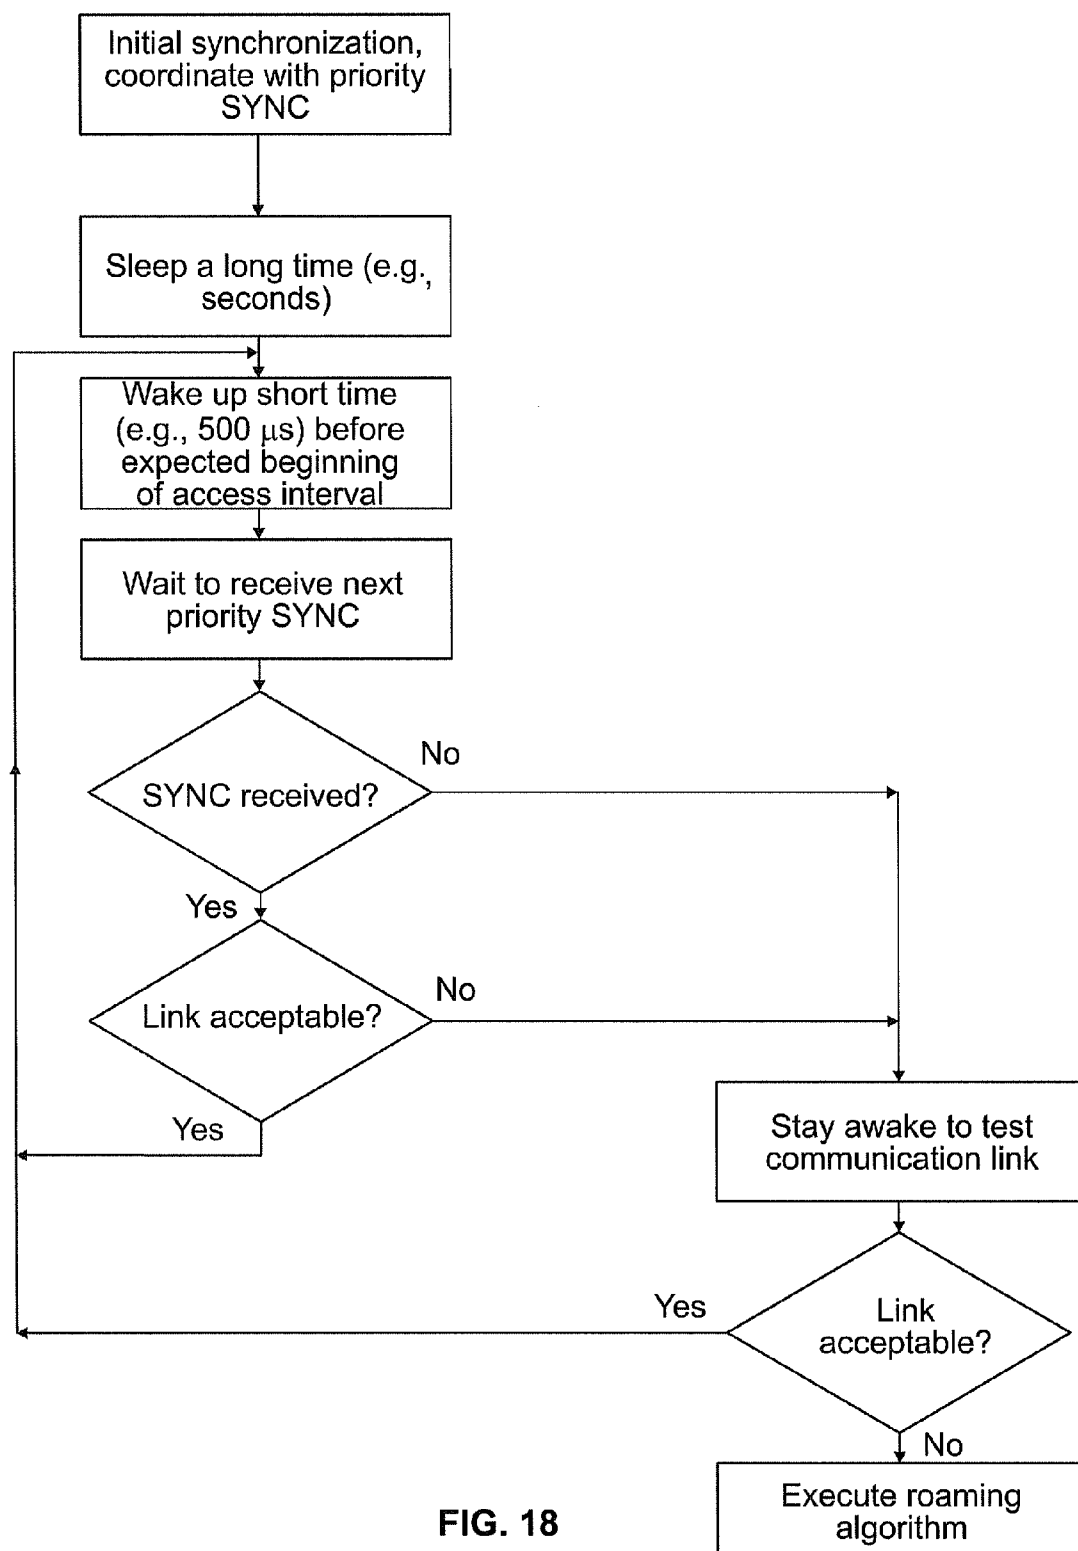 Initial synchronization,
coordinate with priority
SYNC
Sleep a long time (e.g.,
seconds)
Wake up short time
(e.g., 500 μs) before
expected beginning
of access interval
Wait to receive next
priority SYNC
No
SYNC received?
Yes
No
Link acceptable?
Yes
Stay awake to test
communication link
Yes
Link
acceptable?
No
Execute roaming
algorithm
FIG. 18